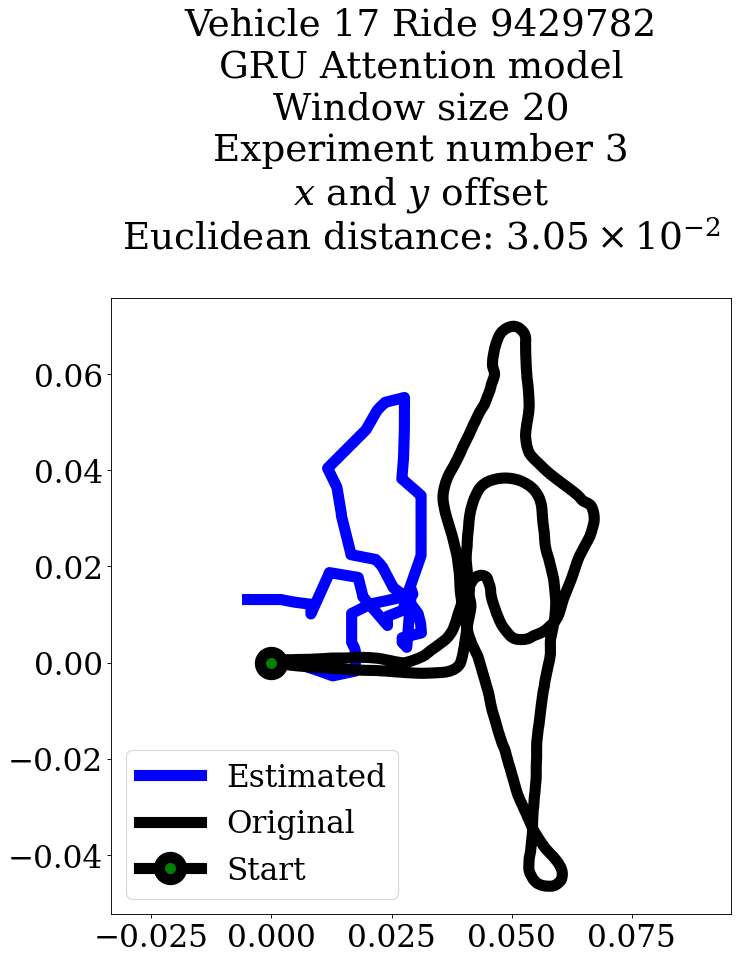 Vehicle 17 Ride 9429782
GRU Attention model
Window size 20
Experiment number 3
x and y offset
Euclidean distance: 3.05 × 10⁻²
0.06
0.04
0.02
0.00
−0.02
−0.04
Estimated
Original
Start
−0.025 0.000 0.025 0.050 0.075